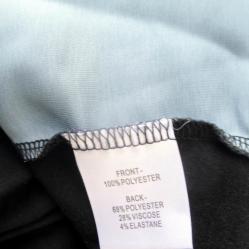 FRONT-
100%POLYESTER
BACK-
68%POLYESTER
28%VISCOSE
4%ELASTANE